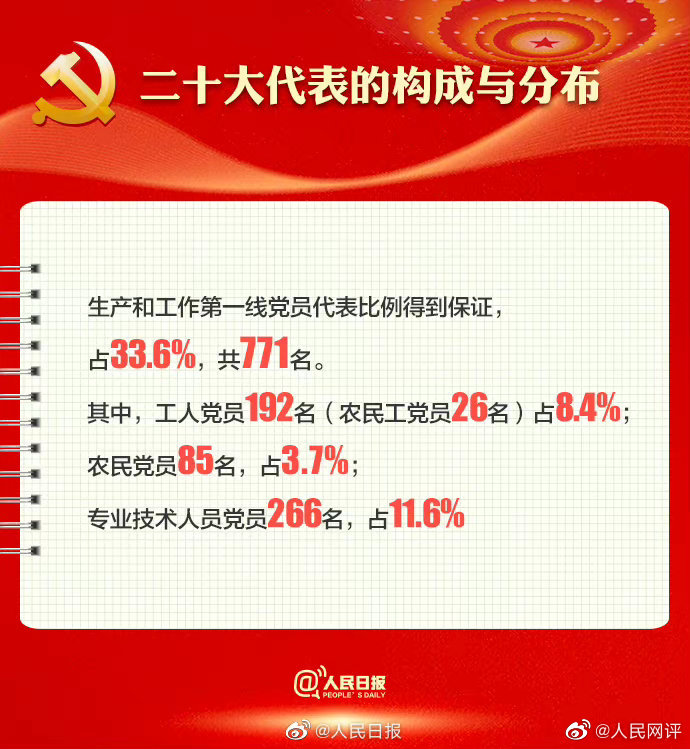 二十大代表的构成与分布
生产和工作第一线党员代表比例得到保证，
占33.6%，共771名。
其中，工人党员192名（农民工党员26名）占8.4%；
农民党员85名，占3.7%；
专业技术人员党员266名，占11.6%
@人民日报
PEOPLE'S DAILY
@人民日报
@人民网评